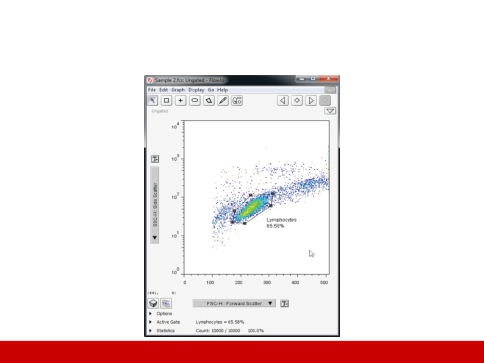 Sample 2.fcs: Ungated - FlowJo
File Edit Graph Display Go Help
Ungated
10^4
10^3
10^2
10^1
10^0
SSC-H: Side Scatter
Lymphocytes
65.58%
0 100 200 300 400 500
FSC-H: Forward Scatter
Options
Active Gate Lymphocytes = 65.58%
Statistics Count: 10000 / 10000 100.0%